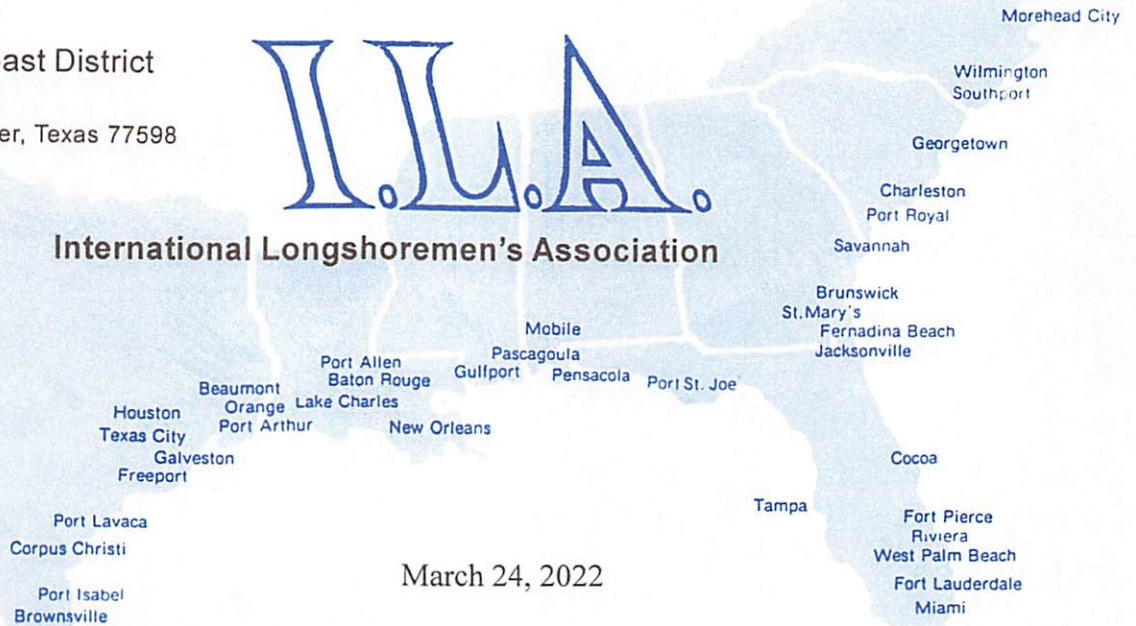 Morehead City
ast District
I.L.A.
Wilmington
Southport
er, Texas 77598
Georgetown
Charleston
Port Royal
International Longshoremen's Association
Savannah
Brunswick
St.Mary's
Fernadina Beach
Jacksonville
Mobile
Pascagoula
Gulfport
Pensacola
Port St. Joe
Port Allen
Baton Rouge
Beaumont
Orange
Lake Charles
Port Arthur
New Orleans
Houston
Texas City
Galveston
Freeport
Cocoa
Tampa
Port Lavaca
Corpus Christi
Fort Pierce
Riviera
West Palm Beach
March 24, 2022
Fort Lauderdale
Miami
Port Isabel
Brownsville